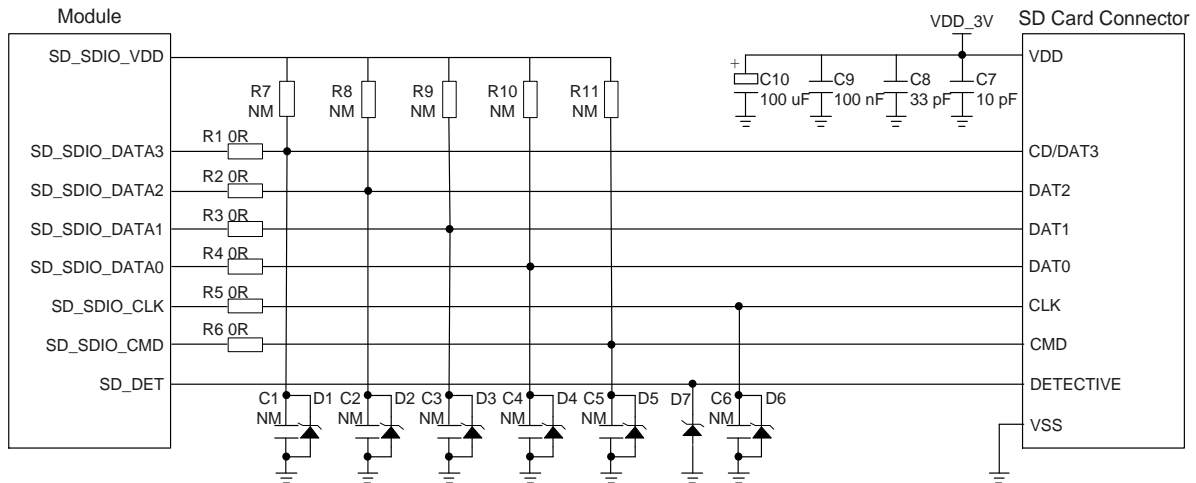 Module
VDD_3V
SD Card Connector
SD_SDIO_VDD
VDD
+
C10
100 uF
C9
100 nF
C8
33 pF
C7
10 pF
R7
NM
R8
NM
R9
NM
R10
NM
R11
NM
SD_SDIO_DATA3
R1 0R
CD/DAT3
SD_SDIO_DATA2
R2 0R
DAT2
SD_SDIO_DATA1
R3 0R
DAT1
SD_SDIO_DATA0
R4 0R
DAT0
SD_SDIO_CLK
R5 0R
CLK
SD_SDIO_CMD
R6 0R
CMD
SD_DET
DETECTIVE
C1
NM
D1
C2
NM
D2
C3
NM
D3
C4
NM
D4
C5
NM
D5
D7
C6
NM
D6
VSS